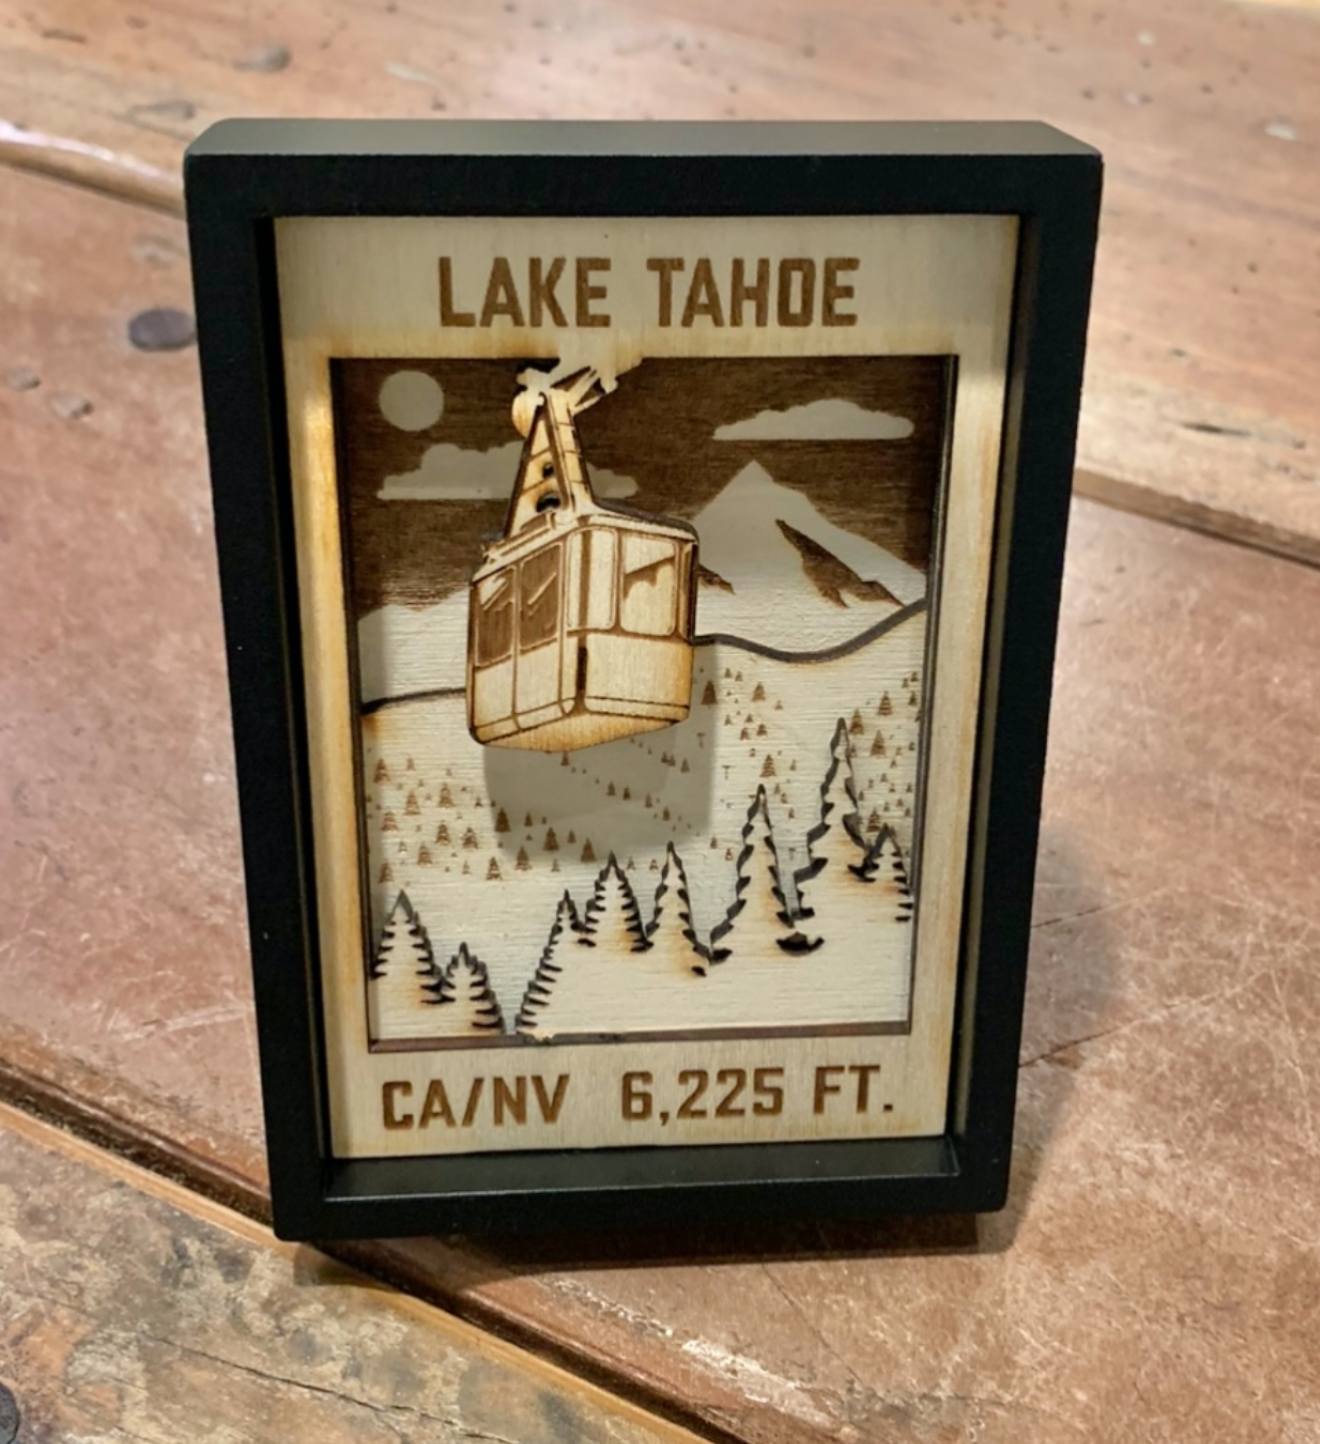 LAKE TAHOE
CA/NV 6,225 FT.